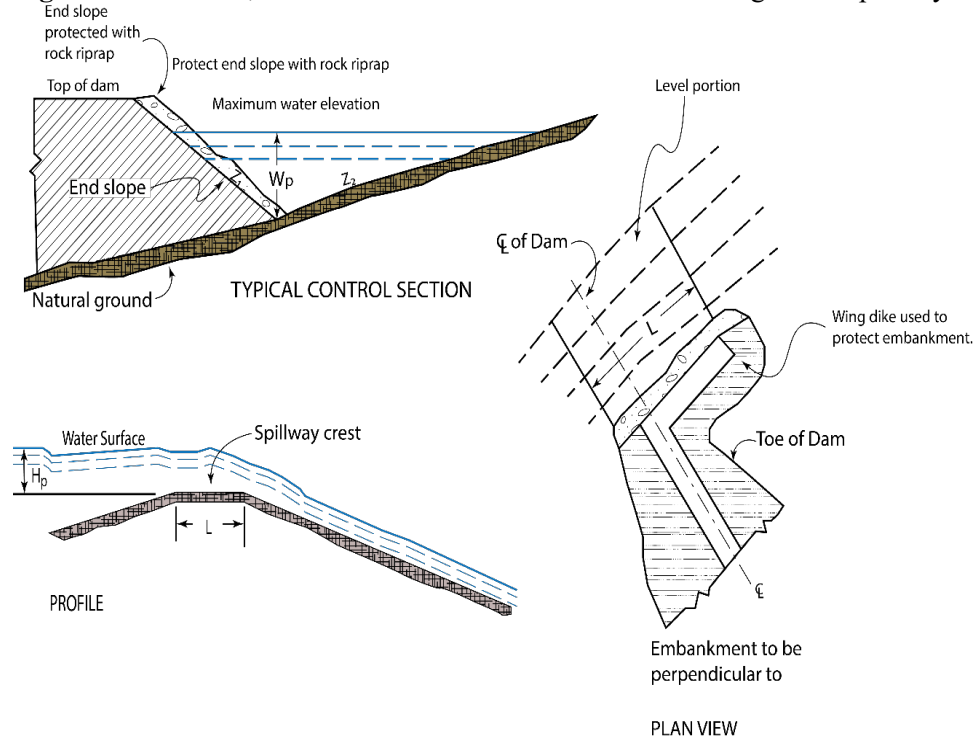 End slope
protected with
rock riprap
Protect end slope with rock riprap
Top of dam
Maximum water elevation
Wp
Z1
Z2
End slope
Natural ground
TYPICAL CONTROL SECTION
Level portion
℄ of Dam
L
Wing dike used to
protect embankment.
Toe of Dam
℄
Embankment to be
perpendicular to
PLAN VIEW
Water Surface
Spillway crest
Hp
L
PROFILE